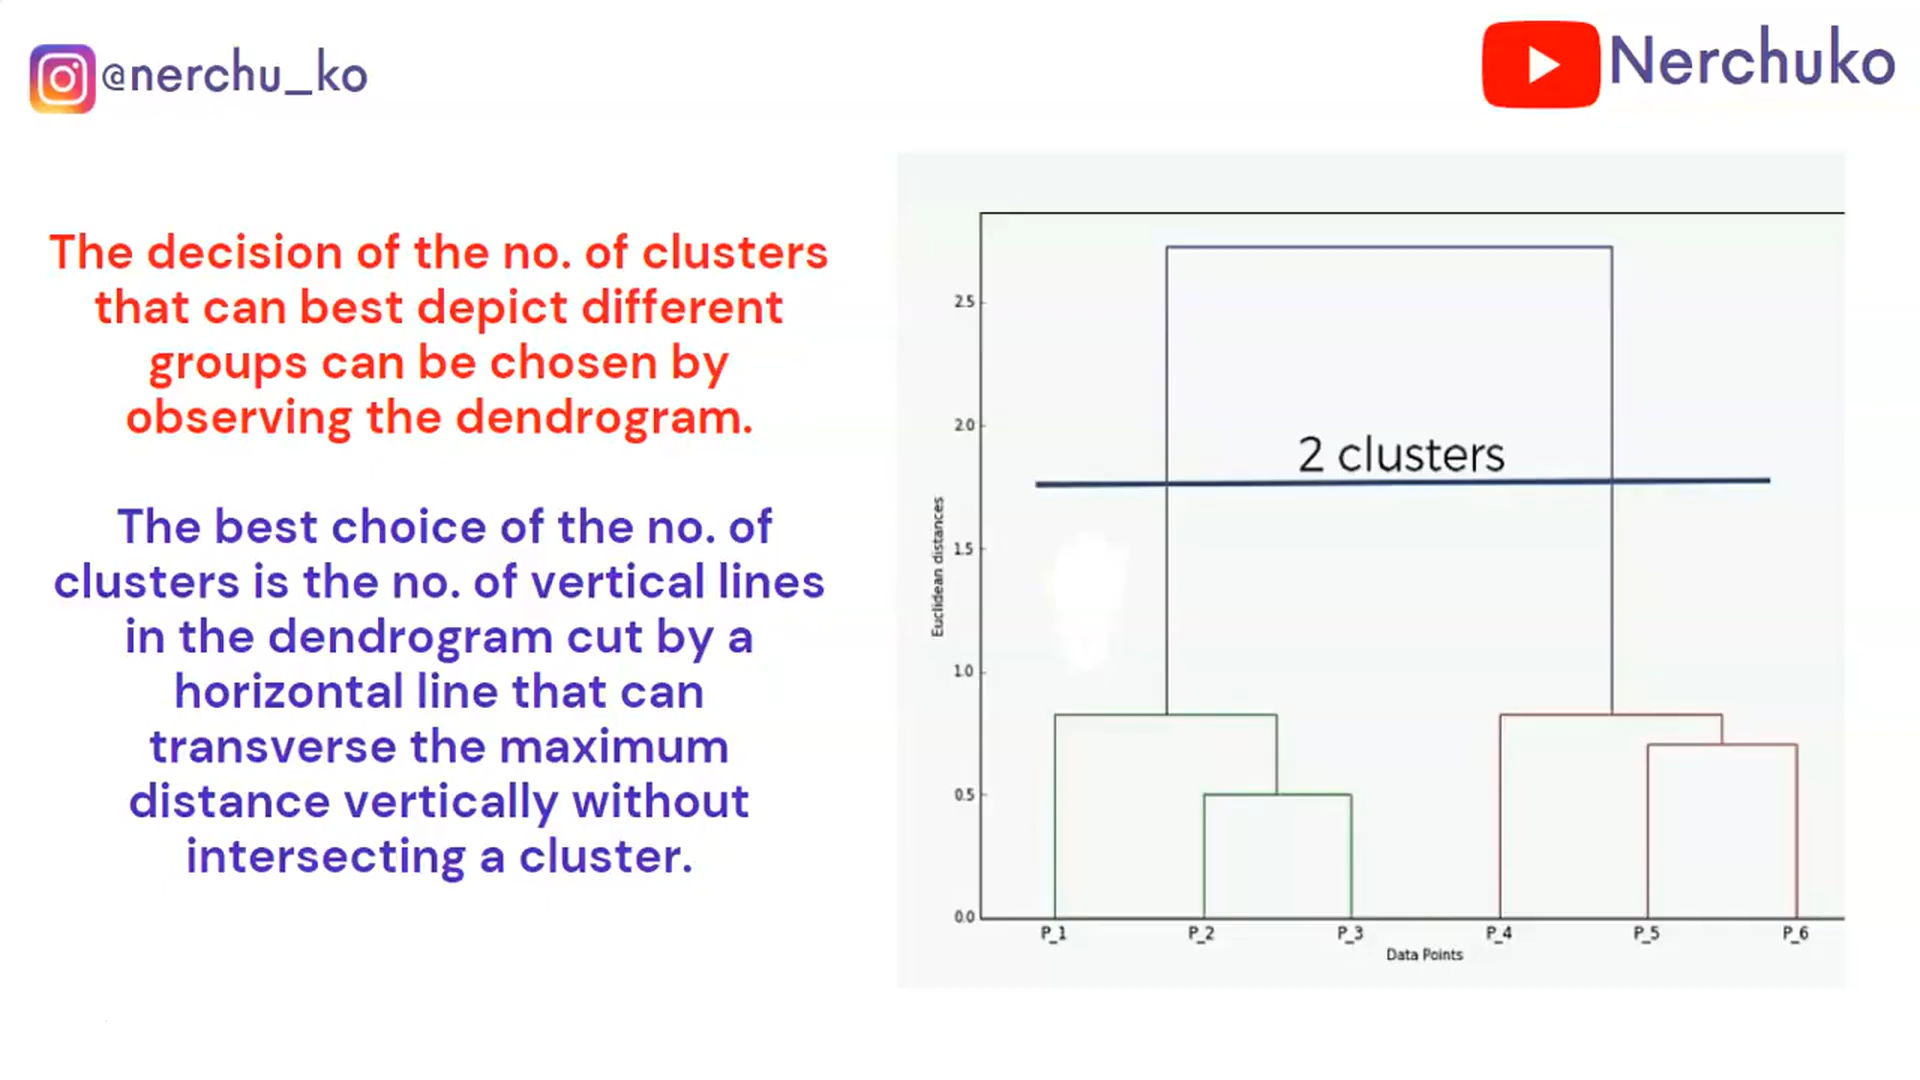 @nerchu_ko
Nerchuko
The decision of the no. of clusters
that can best depict different
groups can be chosen by
observing the dendrogram.
The best choice of the no. of
clusters is the no. of vertical lines
in the dendrogram cut by a
horizontal line that can
transverse the maximum
distance vertically without
intersecting a cluster.
2 clusters
Euclidean distances
2.5
2.0
1.5
1.0
0.5
0.0
P_1 P_2 P_3 P_4 P_5 P_6
Data Points